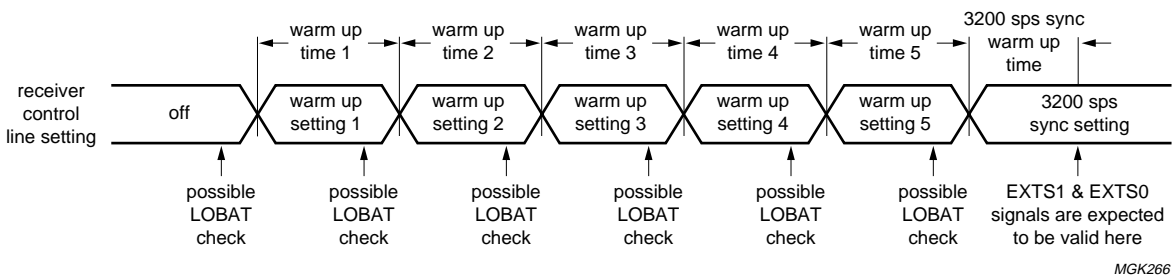 warm up
time 1
warm up
time 2
warm up
time 3
warm up
time 4
warm up
time 5
3200 sps sync
warm up
time
receiver
control
line setting
off
warm up
setting 1
warm up
setting 2
warm up
setting 3
warm up
setting 4
warm up
setting 5
3200 sps
sync setting
possible
LOBAT
check
possible
LOBAT
check
possible
LOBAT
check
possible
LOBAT
check
possible
LOBAT
check
possible
LOBAT
check
EXTS1 & EXTS0
signals are expected
to be valid here
MGK266